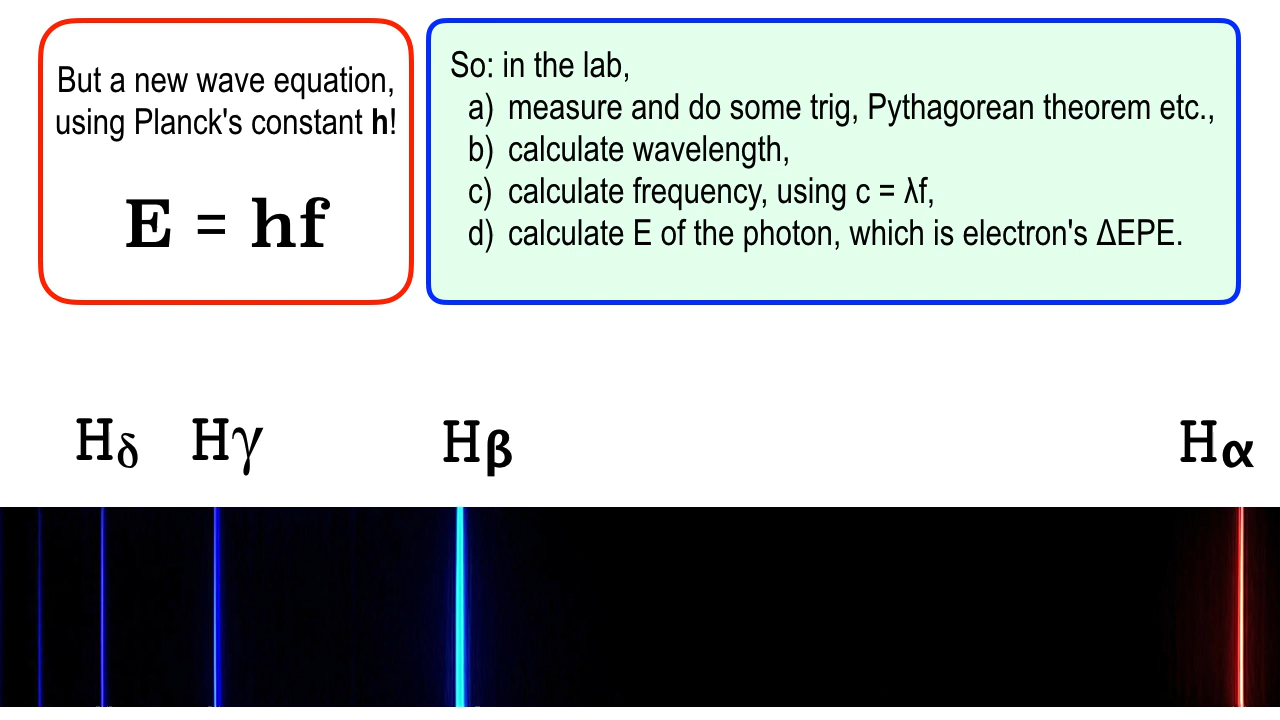 But a new wave equation,
using Planck's constant h!
E = hf
So: in the lab,
a) measure and do some trig, Pythagorean theorem etc.,
b) calculate wavelength,
c) calculate frequency, using c = λf,
d) calculate E of the photon, which is electron's ΔEPE.
Hδ Hγ Hβ Hα